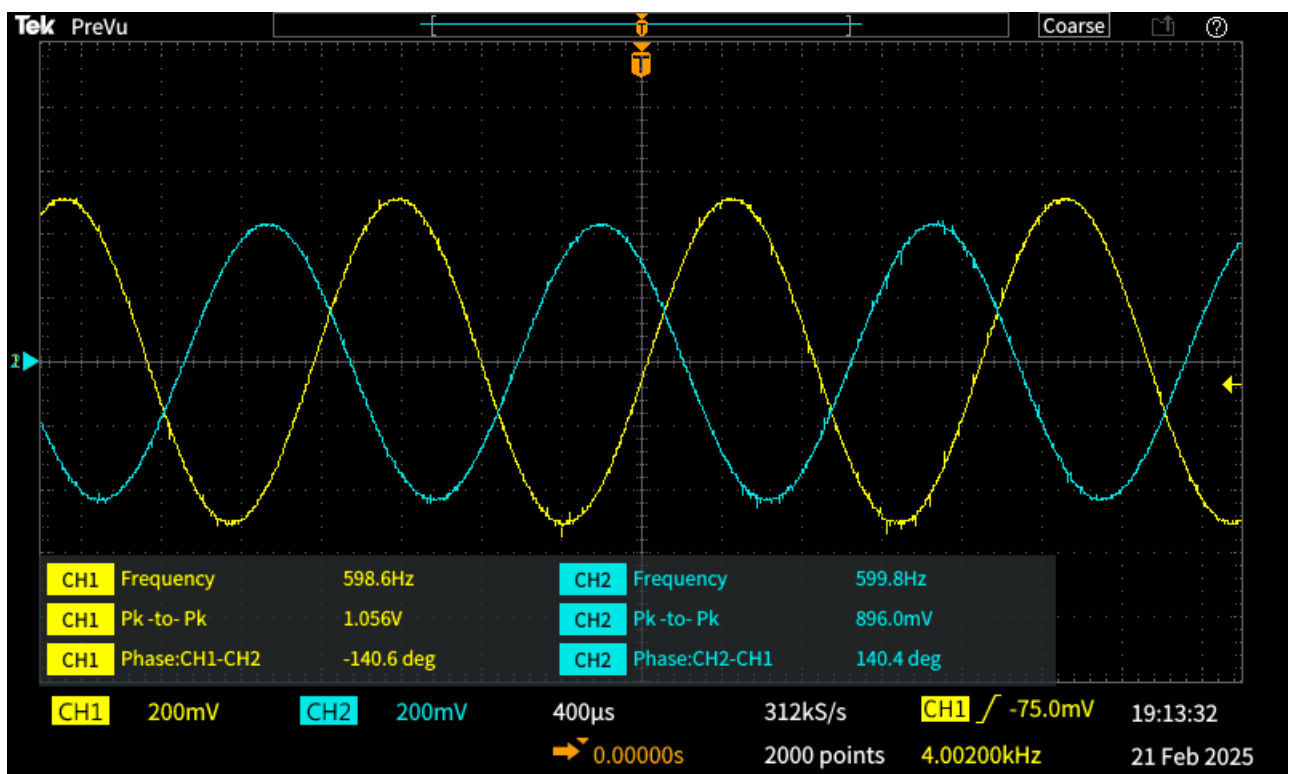 Tek PreVu T Coarse ?
T
2
CH1 Frequency 598.6Hz CH2 Frequency 599.8Hz
CH1 Pk -to- Pk 1.056V CH2 Pk -to- Pk 896.0mV
CH1 Phase:CH1-CH2 -140.6 deg CH2 Phase:CH2-CH1 140.4 deg
CH1 200mV CH2 200mV 400µs 312kS/s CH1 -75.0mV 19:13:32
0.00000s 2000 points 4.00200kHz 21 Feb 2025